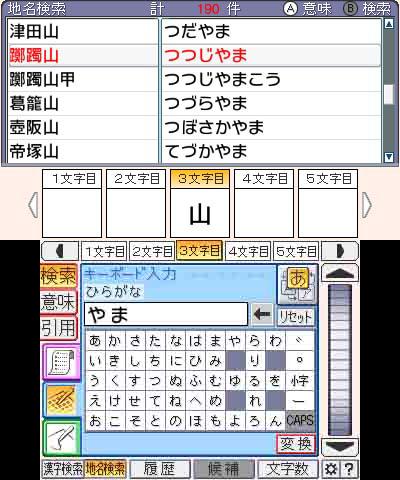 地名検索 計 190 件 A 意味 B 検索
津田山 つだやま
躑躅山 つつじやま
躑躅山甲 つつじやまこう
葛籠山 つづらやま
壺阪山 つぼさかやま
帝塚山 てづかやま
1文字目 2文字目 3文字目 4文字目 5文字目
山
1文字目 2文字目 3文字目 4文字目 5文字目
検索
意味
引用
キーボード入力
ひらがな
あ
ア
やま
← リセット
あかさたなはまやらわ゛
いきしちにひみり゜
うくすつぬふむゆるを小字
えけせてねへめれー
おこそとのほもよろんCAPS
変換
漢字検索 地名検索 履歴 候補 文字数 ?